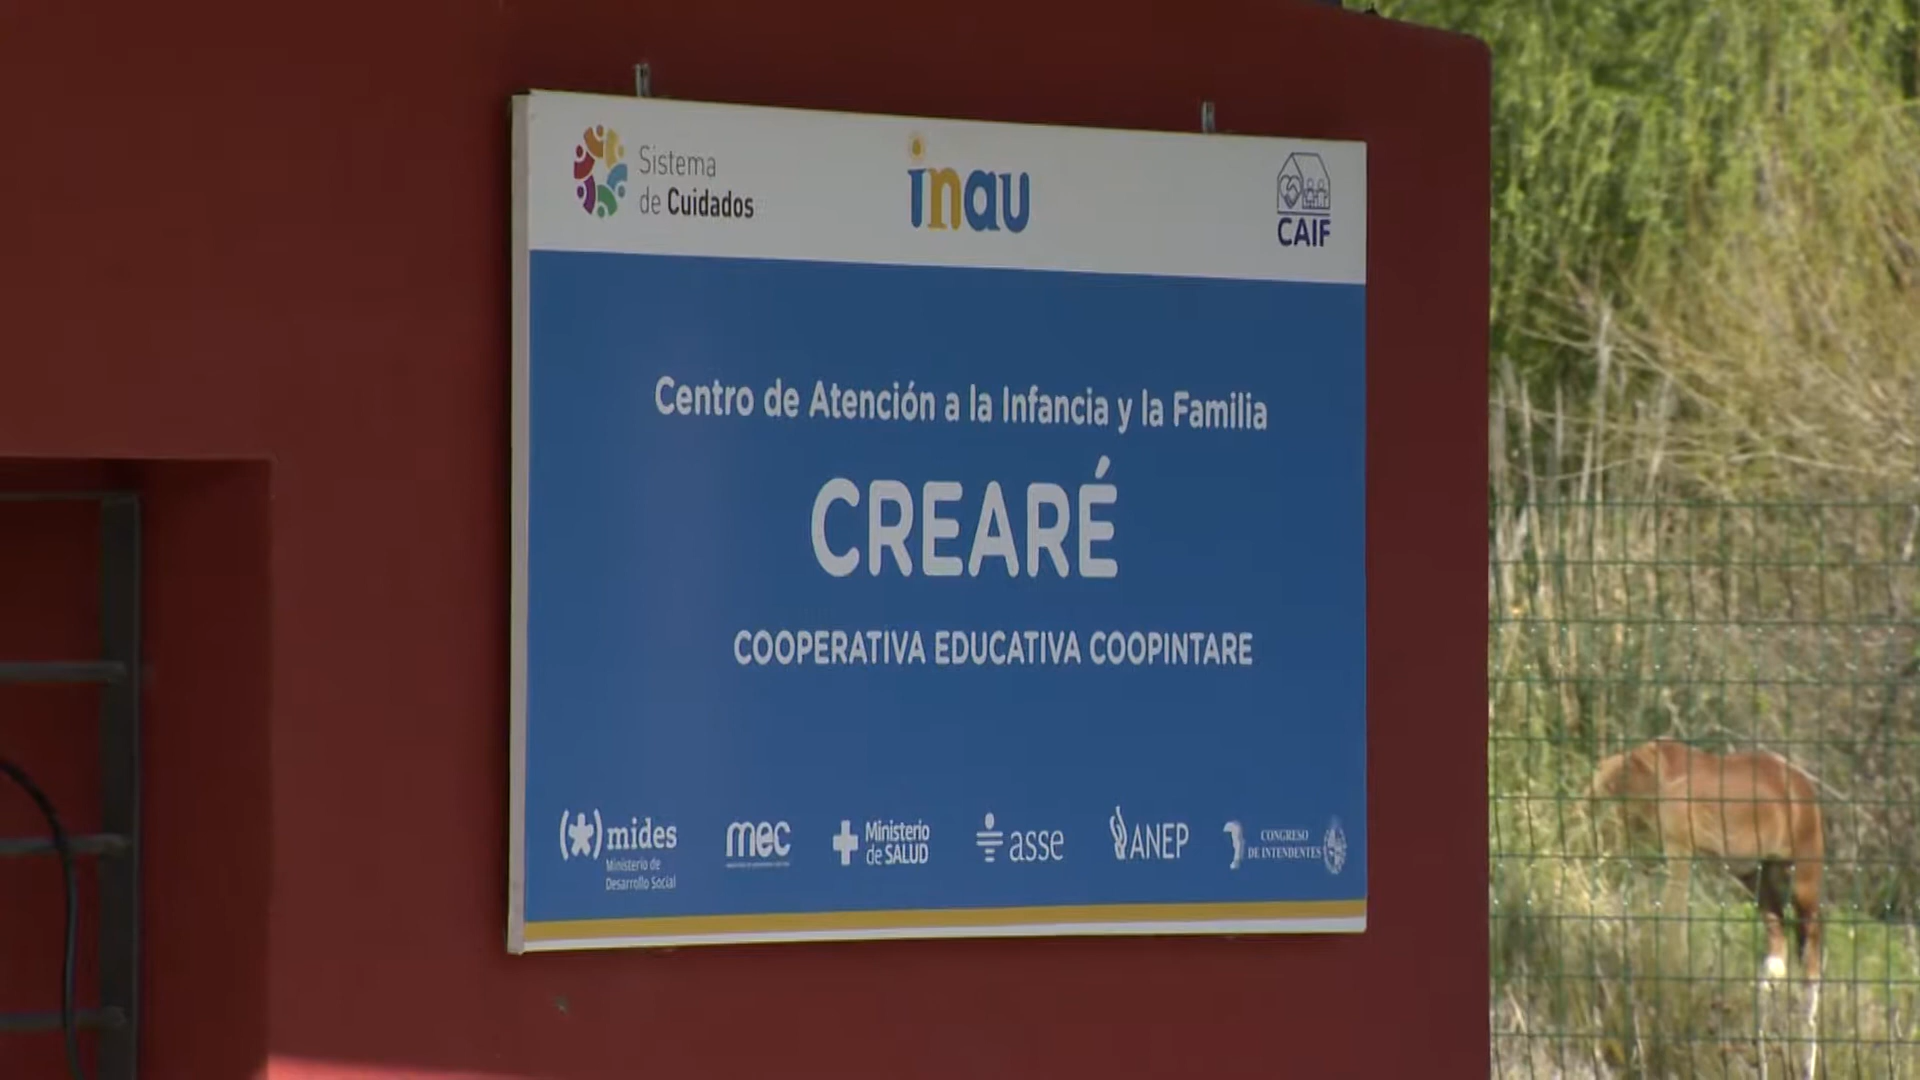 Sistema
de Cuidados
inau
CAIF
Centro de Atención a la Infancia y la Familia
CREARÉ
COOPERATIVA EDUCATIVA COOPINTARE
mides
Ministerio de
Desarrollo Social
mec
Ministerio
de SALUD
asse
ANEP
CONGRESO
DE INTENDENTES